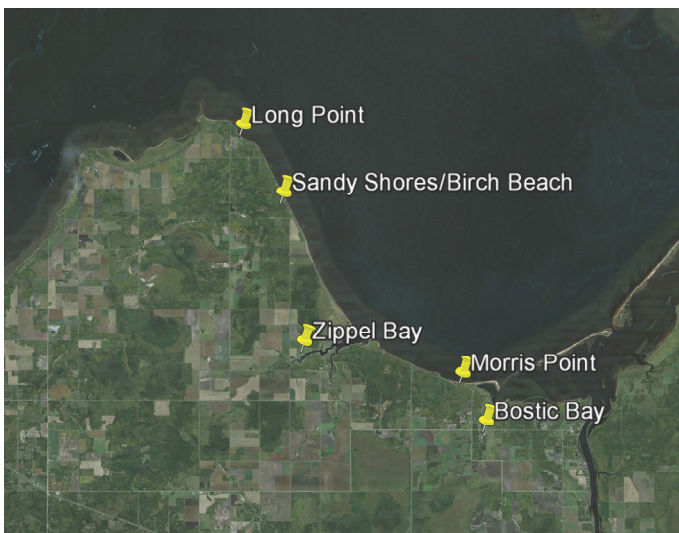 Long Point
Sandy Shores/Birch Beach
Zippel Bay
Morris Point
Bostic Bay